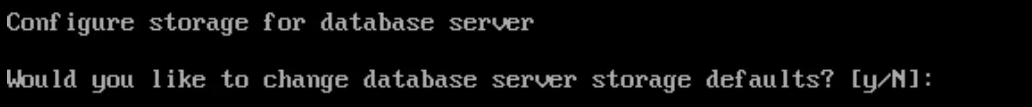 Configure storage for database server
Would you like to change database server storage defaults? [y/N]: